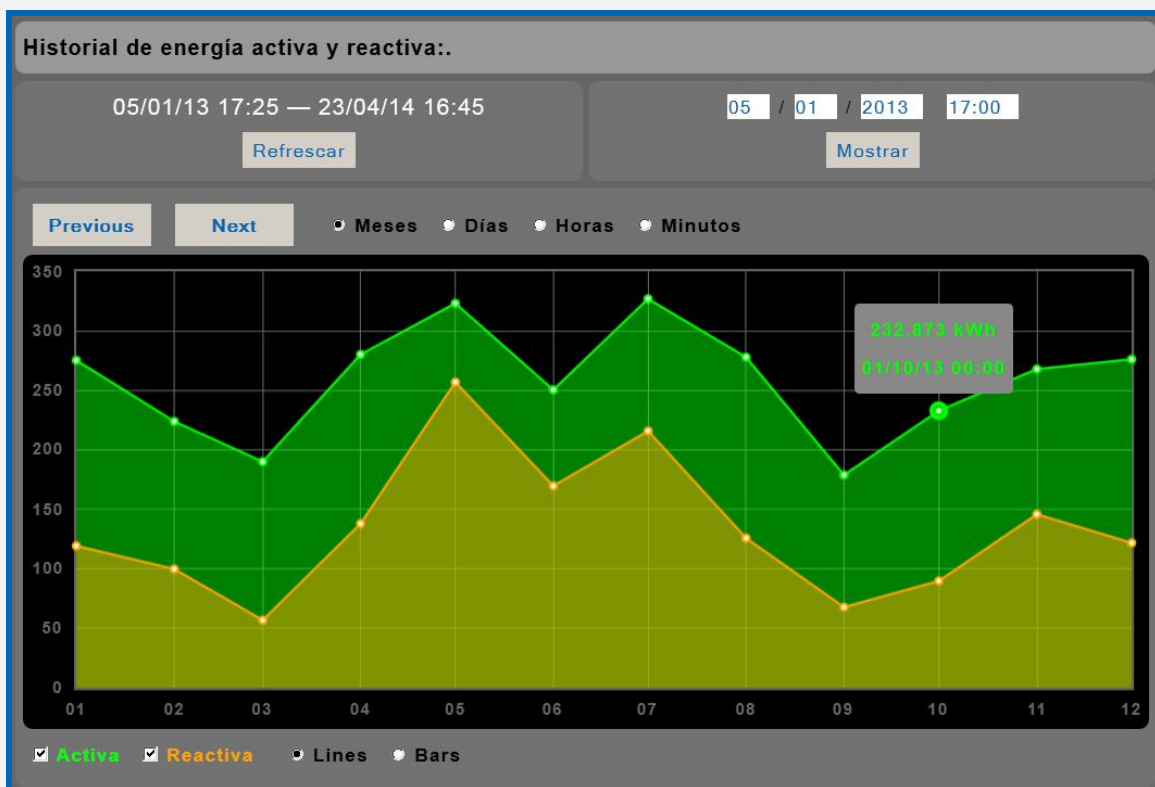 Historial de energía activa y reactiva:.
05/01/13 17:25 — 23/04/14 16:45
Refrescar
05 / 01 / 2013 17:00
Mostrar
Previous Next Meses Días Horas Minutos
350
300
250
200
150
100
50
0
232.873 kWh
01/10/13 00:00
01 02 03 04 05 06 07 08 09 10 11 12
Activa Reactiva Lines Bars